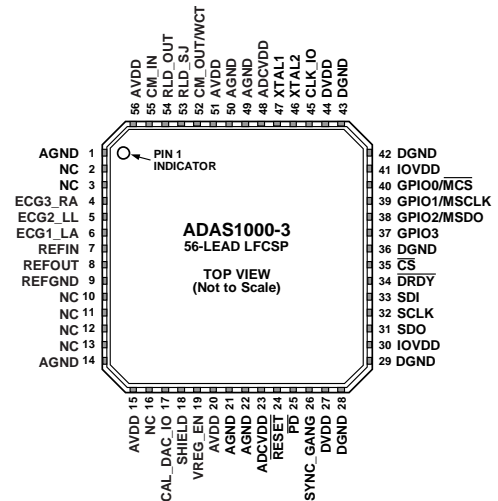 56 AVDD
55 CM_IN
54 RLD_OUT
53 RLD_SJ
52 CM_OUT/WCT
51 AVDD
50 AGND
49 AGND
48 ADCVDD
47 XTAL1
46 XTAL2
45 CLK_IO
44 DVDD
43 DGND
AGND 1
NC 2
NC 3
ECG3_RA 4
ECG2_LL 5
ECG1_LA 6
REFIN 7
REFOUT 8
REFGND 9
NC 10
NC 11
NC 12
NC 13
AGND 14
PIN 1
INDICATOR
ADAS1000-3
56-LEAD LFCSP
TOP VIEW
(Not to Scale)
42 DGND
41 IOVDD
40 GPIO0/MCS
39 GPIO1/MSCLK
38 GPIO2/MSDO
37 GPIO3
36 DGND
35 CS
34 DRDY
33 SDI
32 SCLK
31 SDO
30 IOVDD
29 DGND
AVDD 15
NC 16
CAL_DAC_IO 17
SHIELD 18
VREG_EN 19
AVDD 20
AGND 21
AGND 22
ADCVDD 23
RESET 24
PD 25
SYNC_GANG 26
DVDD 27
DGND 28